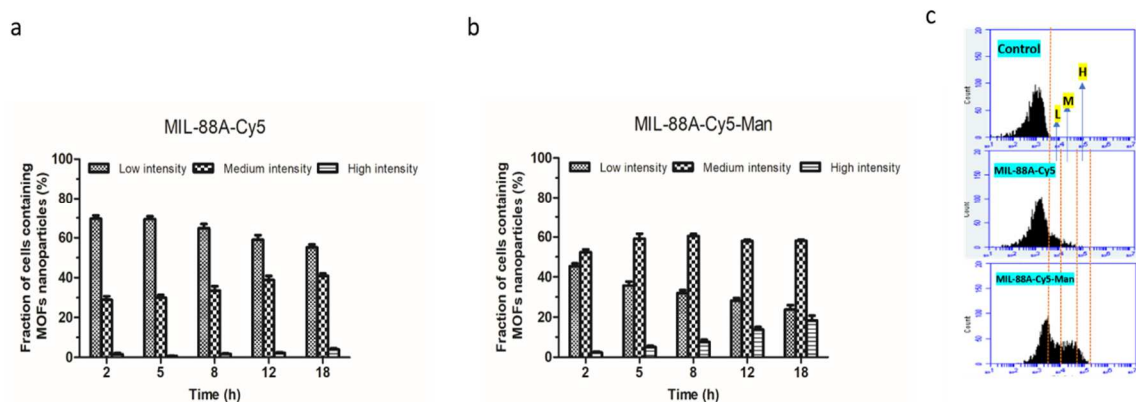 a
MIL-88A-Cy5
Low intensity Medium intensity High intensity
Fraction of cells containing
MOFs nanoparticles (%)
100
80
60
40
20
0
2 5 8 12 18
Time (h)
b
MIL-88A-Cy5-Man
Low intensity Medium intensity High intensity
Fraction of cells containing
MOFs nanoparticles (%)
100
80
60
40
20
0
2 5 8 12 18
Time (h)
c
Control
L
M
H
Count
MIL-88A-Cy5
Count
MIL-88A-Cy5-Man
Count